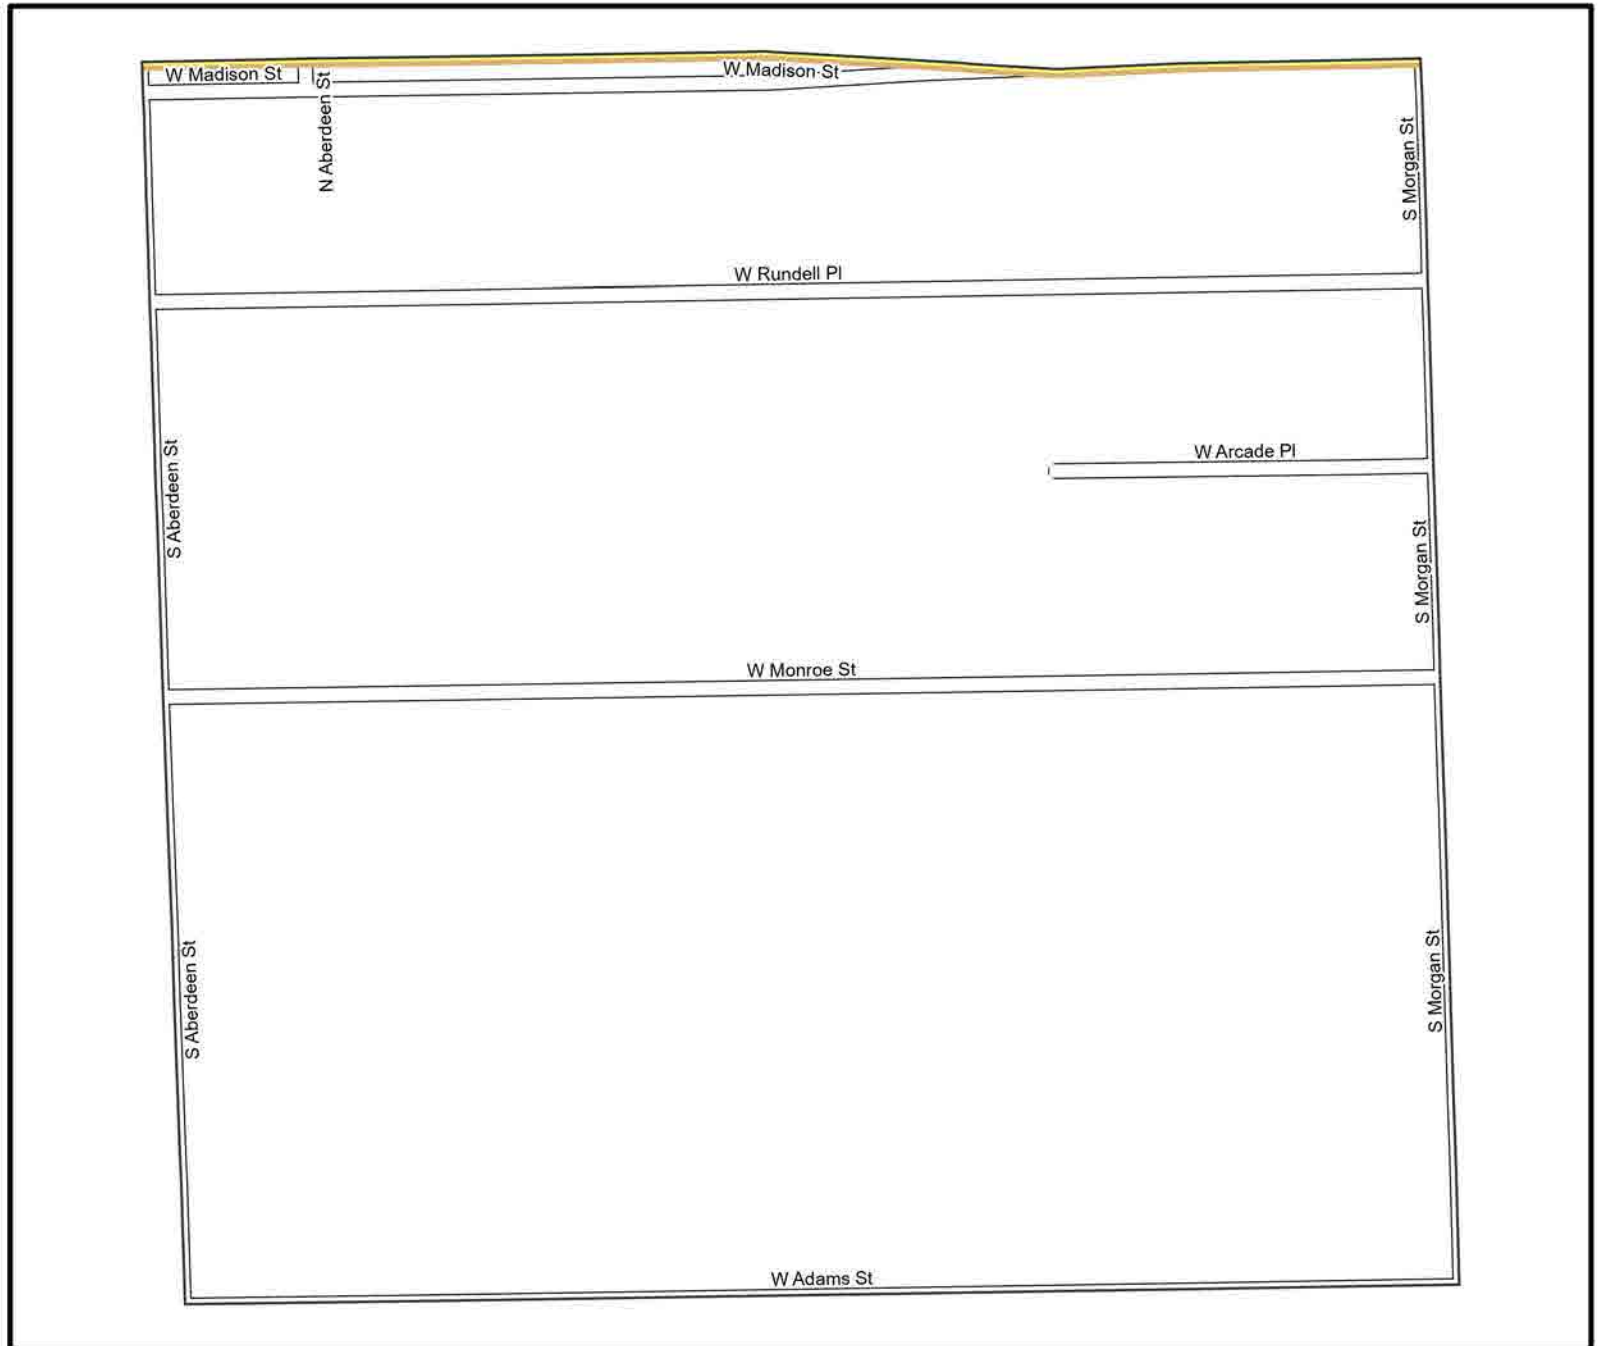 W Madison St
W Madison St
N Aberdeen St
S Morgan St
W Rundell Pl
W Arcade Pl
S Aberdeen St
S Morgan St
W Monroe St
S Aberdeen St
S Morgan St
W Adams St